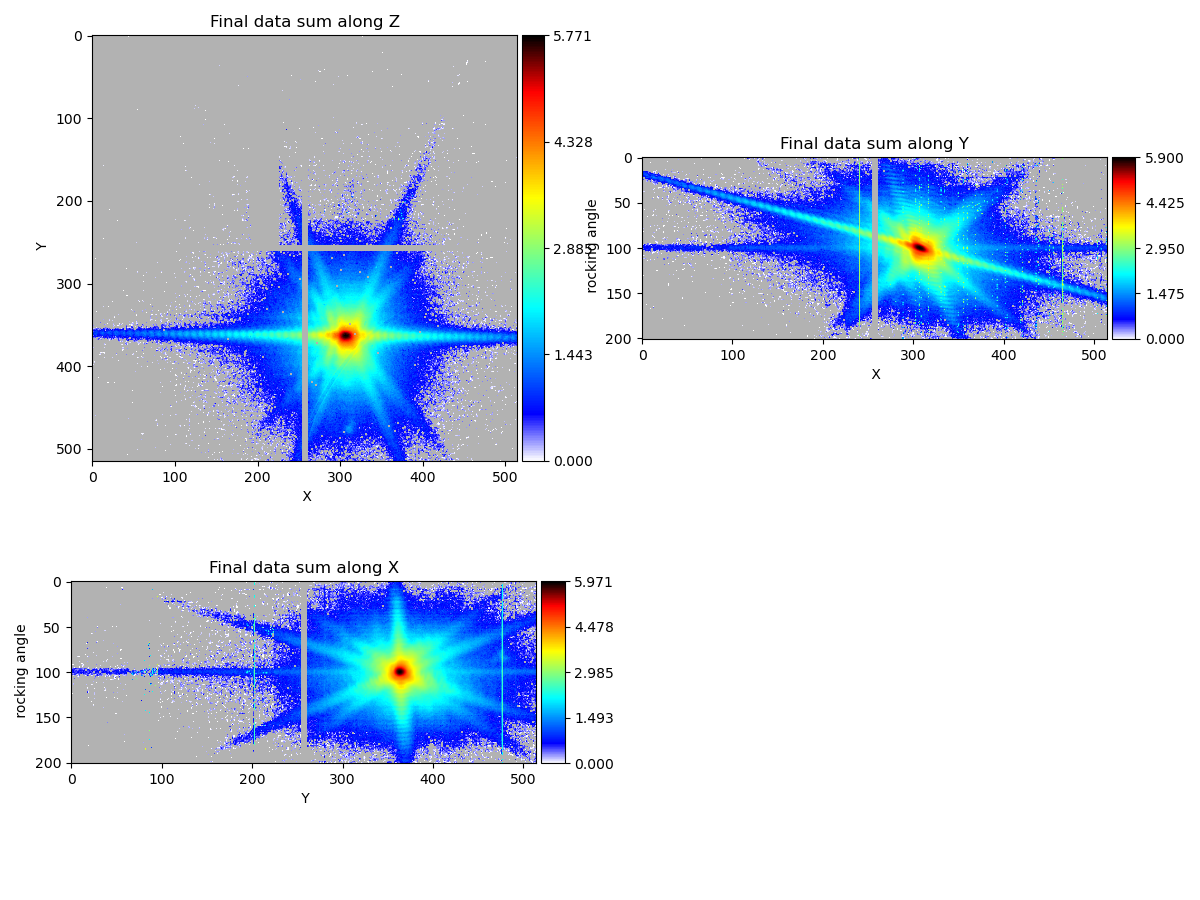 Final data sum along Z
0
100
200
300
400
500
Y
0 100 200 300 400 500
X
5.771
4.328
2.885
1.443
0.000
Final data sum along Y
0
50
100
150
200
rocking angle
0 100 200 300 400 500
X
5.900
4.425
2.950
1.475
0.000
Final data sum along X
0
50
100
150
200
rocking angle
0 100 200 300 400 500
Y
5.971
4.478
2.985
1.493
0.000